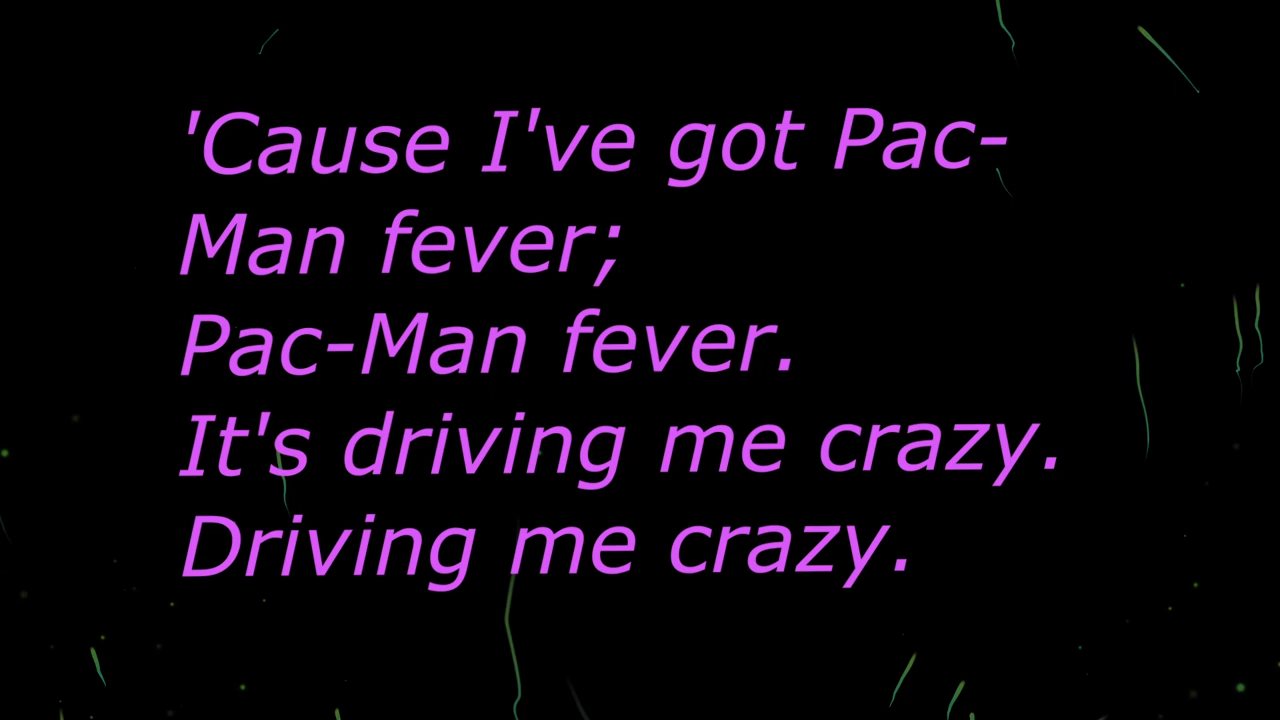 'Cause I've got Pac-
Man fever;
Pac-Man fever.
It's driving me crazy.
Driving me crazy.